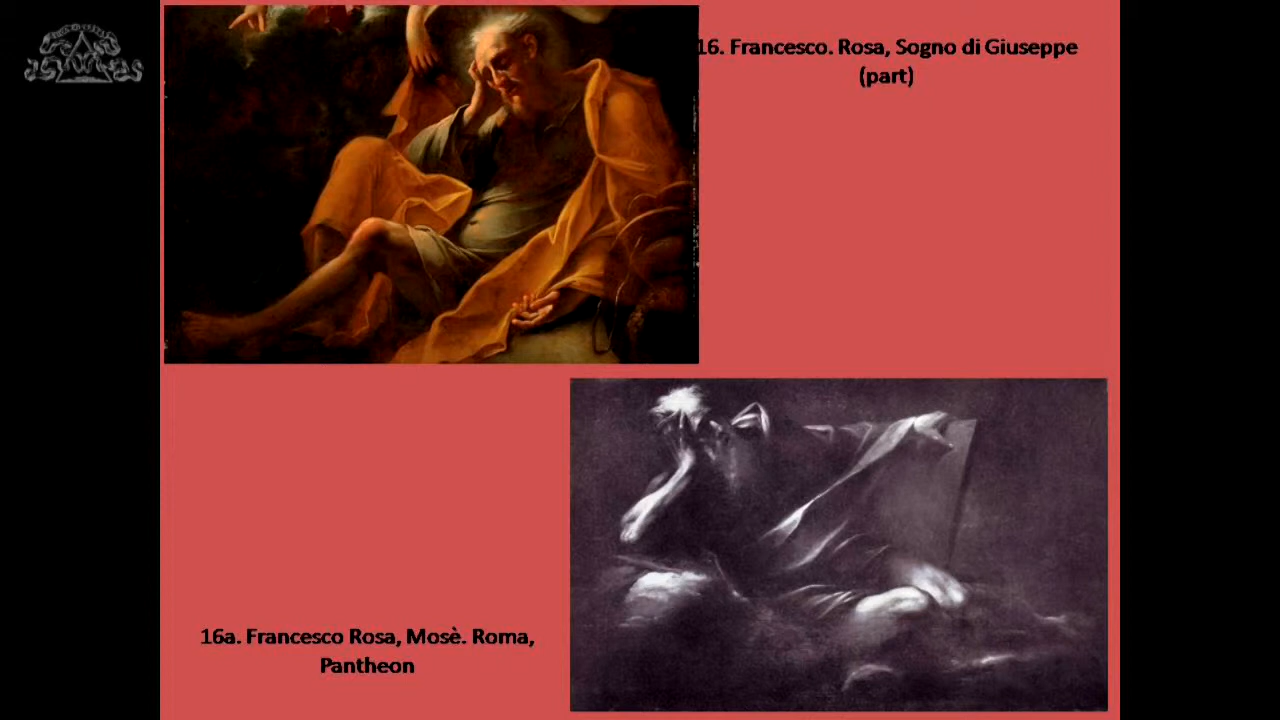 16. Francesco. Rosa, Sogno di Giuseppe
(part)
16a. Francesco Rosa, Mosè. Roma,
Pantheon